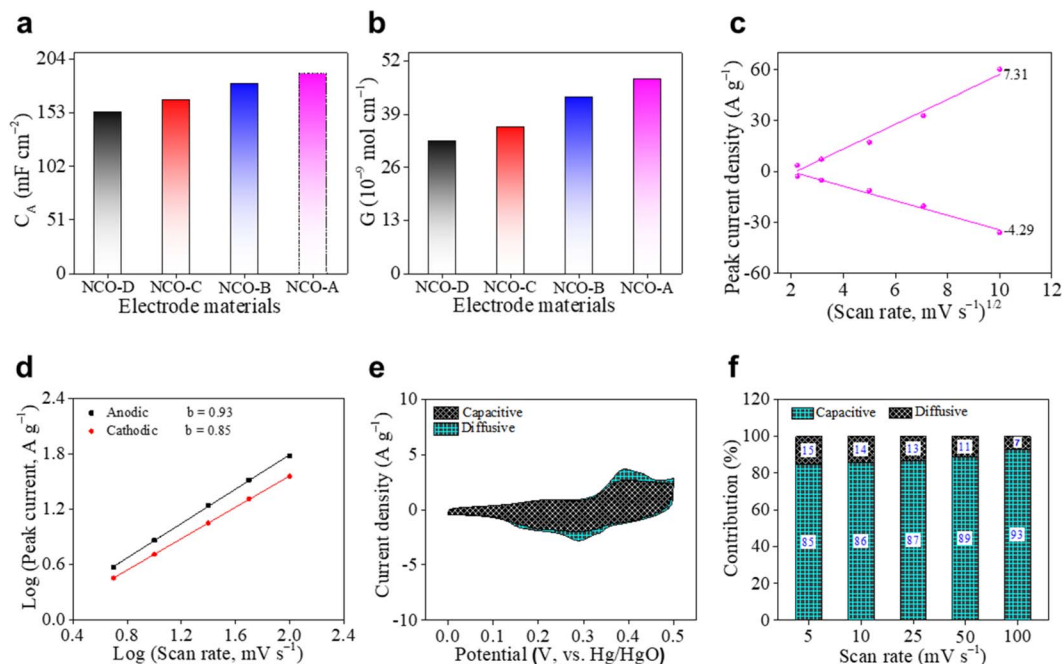 a
C_A (mF cm⁻²)
204
153
102
51
0
NCO-D NCO-C NCO-B NCO-A
Electrode materials
b
G (10⁻⁹ mol cm⁻¹)
52
39
26
13
0
NCO-D NCO-C NCO-B NCO-A
Electrode materials
c
Peak current density (A g⁻¹)
60
30
0
-30
-60
7.31
-4.29
2 4 6 8 10 12
(Scan rate, mV s⁻¹)^1/2
d
Log (Peak current, A g⁻¹)
2.4
1.8
1.2
0.6
0.0
Anodic b = 0.93
Cathodic b = 0.85
0.4 0.8 1.2 1.6 2.0 2.4
Log (Scan rate, mV s⁻¹)
e
Current density (A g⁻¹)
10
5
0
-5
-10
Capacitive
Diffusive
0.0 0.1 0.2 0.3 0.4 0.5
Potential (V, vs. Hg/HgO)
f
Contribution (%)
120
100
80
60
40
20
0
Capacitive Diffusive
15 14 13 11 7
85 86 87 89 93
5 10 25 50 100
Scan rate (mV s⁻¹)